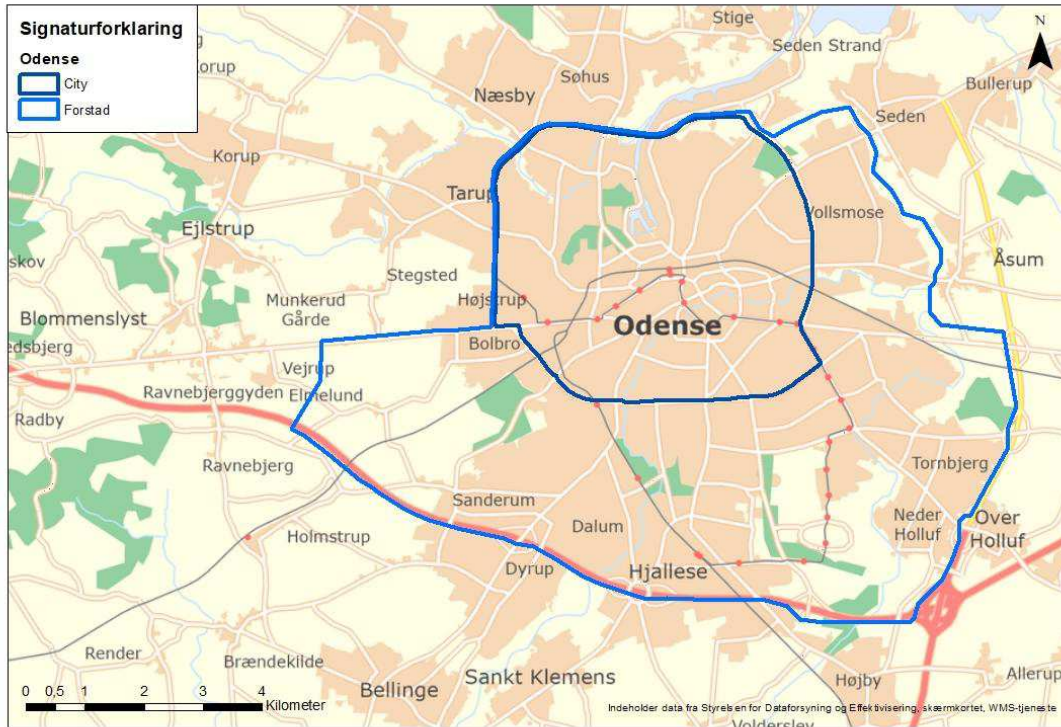 Signaturforklaring
Odense
City
Forstad
N
Stige
Seden Strand
Bullerup
Søhus
Næsby
Seden
Korup
Tarup
Vollsmose
Ejlstrup
Åsum
Stegsted
Højstrup
Munkerud
Gårde
Blommenslyst
Odense
Bolbro
Vejrup
Ravnebjerggyden
Elmelund
Radby
Ravnebjerg
Tornbjerg
Sanderum
Neder
Holluf
Over
Holluf
Dalum
Holmstrup
Dyrup
Hjallese
Render
Brændekilde
Sankt Klemens
Bellinge
Højby
Allerup
Volderslev
0 0,5 1 2 3 4
Kilometer
Indeholder data fra Styrelsen for Dataforsyning og Effektivisering, skærmkortet, WMS-tjeneste